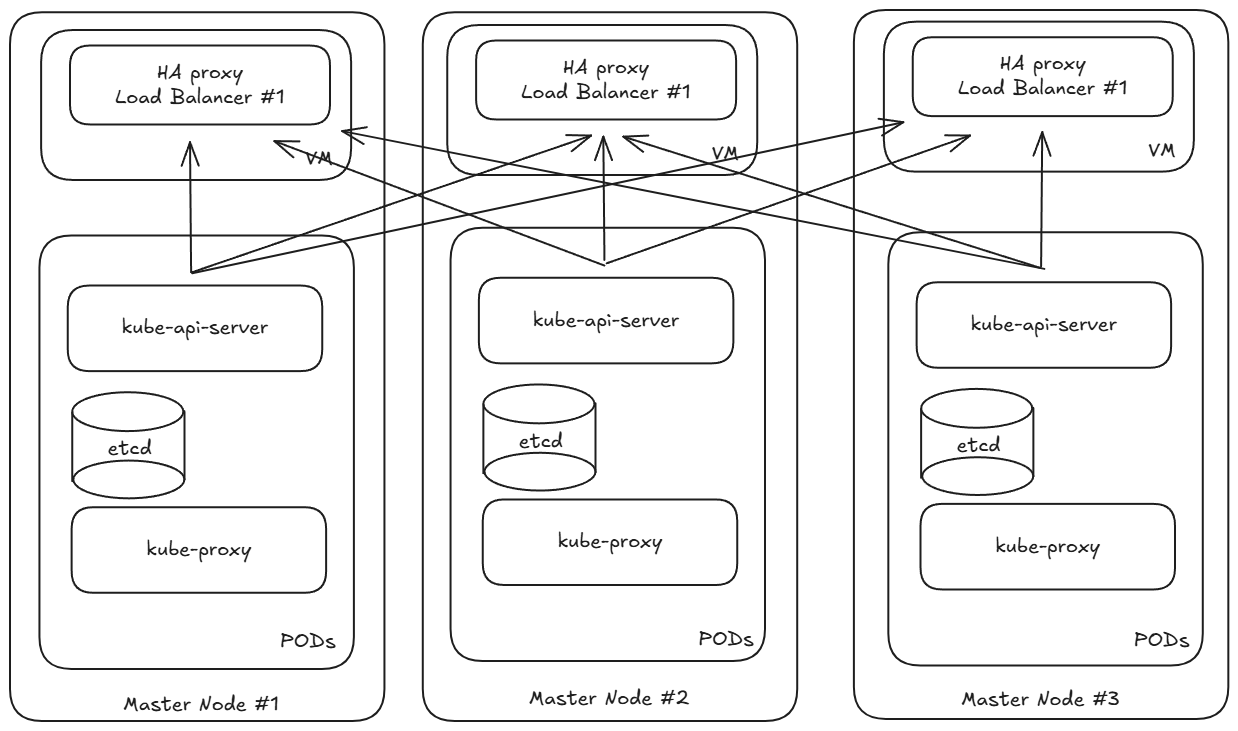 HA proxy
Load Balancer #1
VM
kube-api-server
etcd
kube-proxy
PODs
Master Node #1
HA proxy
Load Balancer #1
VM
kube-api-server
etcd
kube-proxy
PODs
Master Node #2
HA proxy
Load Balancer #1
VM
kube-api-server
etcd
kube-proxy
PODs
Master Node #3